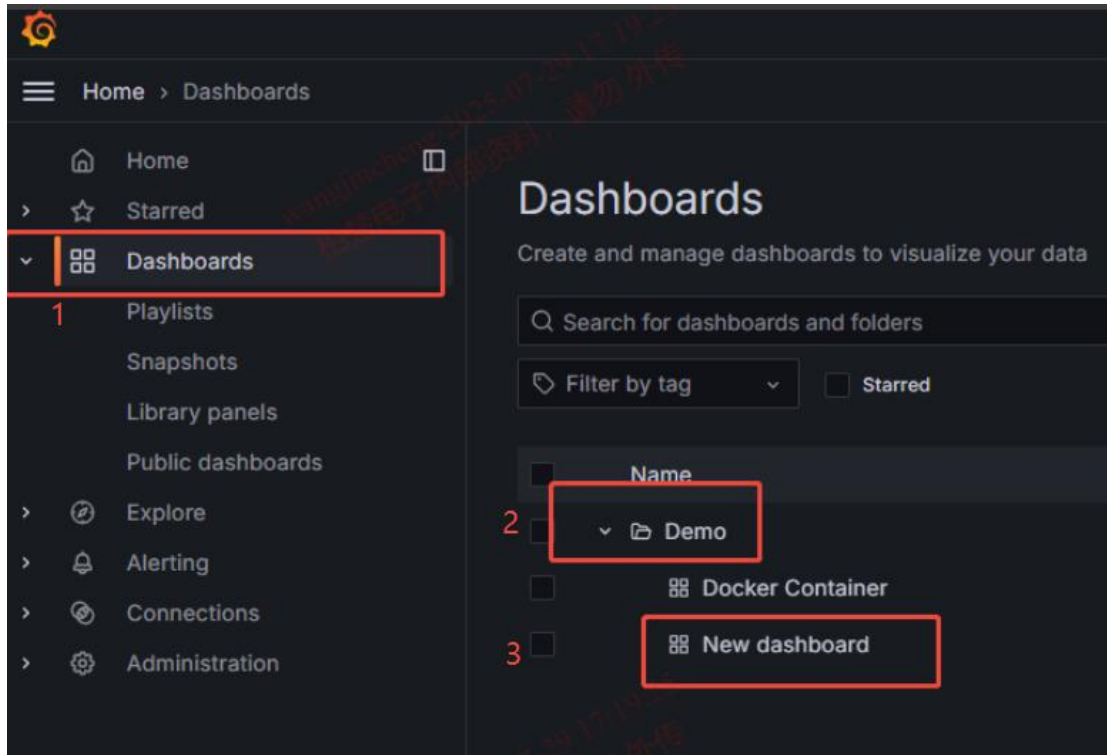 Home › Dashboards
Home
Starred
Dashboards
1
Playlists
Snapshots
Library panels
Public dashboards
Explore
Alerting
Connections
Administration
Dashboards
Create and manage dashboards to visualize your data
Search for dashboards and folders
Filter by tag
Starred
Name
2
Demo
Docker Container
3
New dashboard